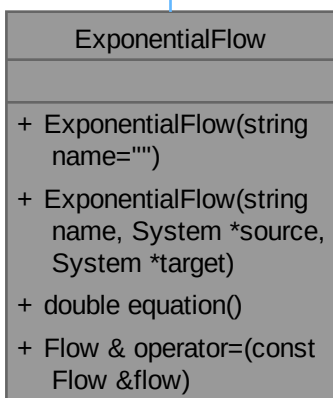 ExponentialFlow
+ ExponentialFlow(string
name="")
+ ExponentialFlow(string
name, System *source,
System *target)
+ double equation()
+ Flow & operator=(const
Flow &flow)